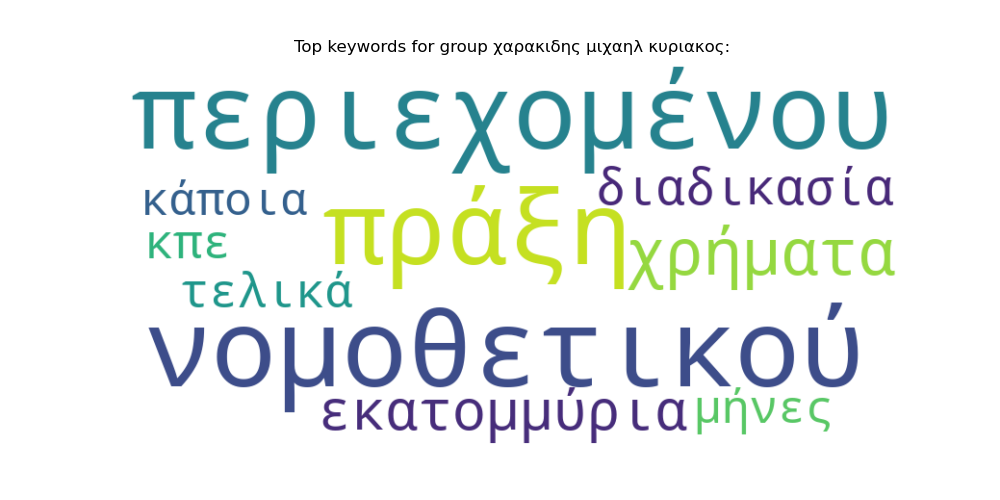 Top keywords for group χαρακιδης μιχαηλ κυριακος:
περιεχομένου
διαδικασία
κάποια
πράξη
κπε
χρήματα
τελικά
νομοθετικού
εκατομμύρια
μήνες